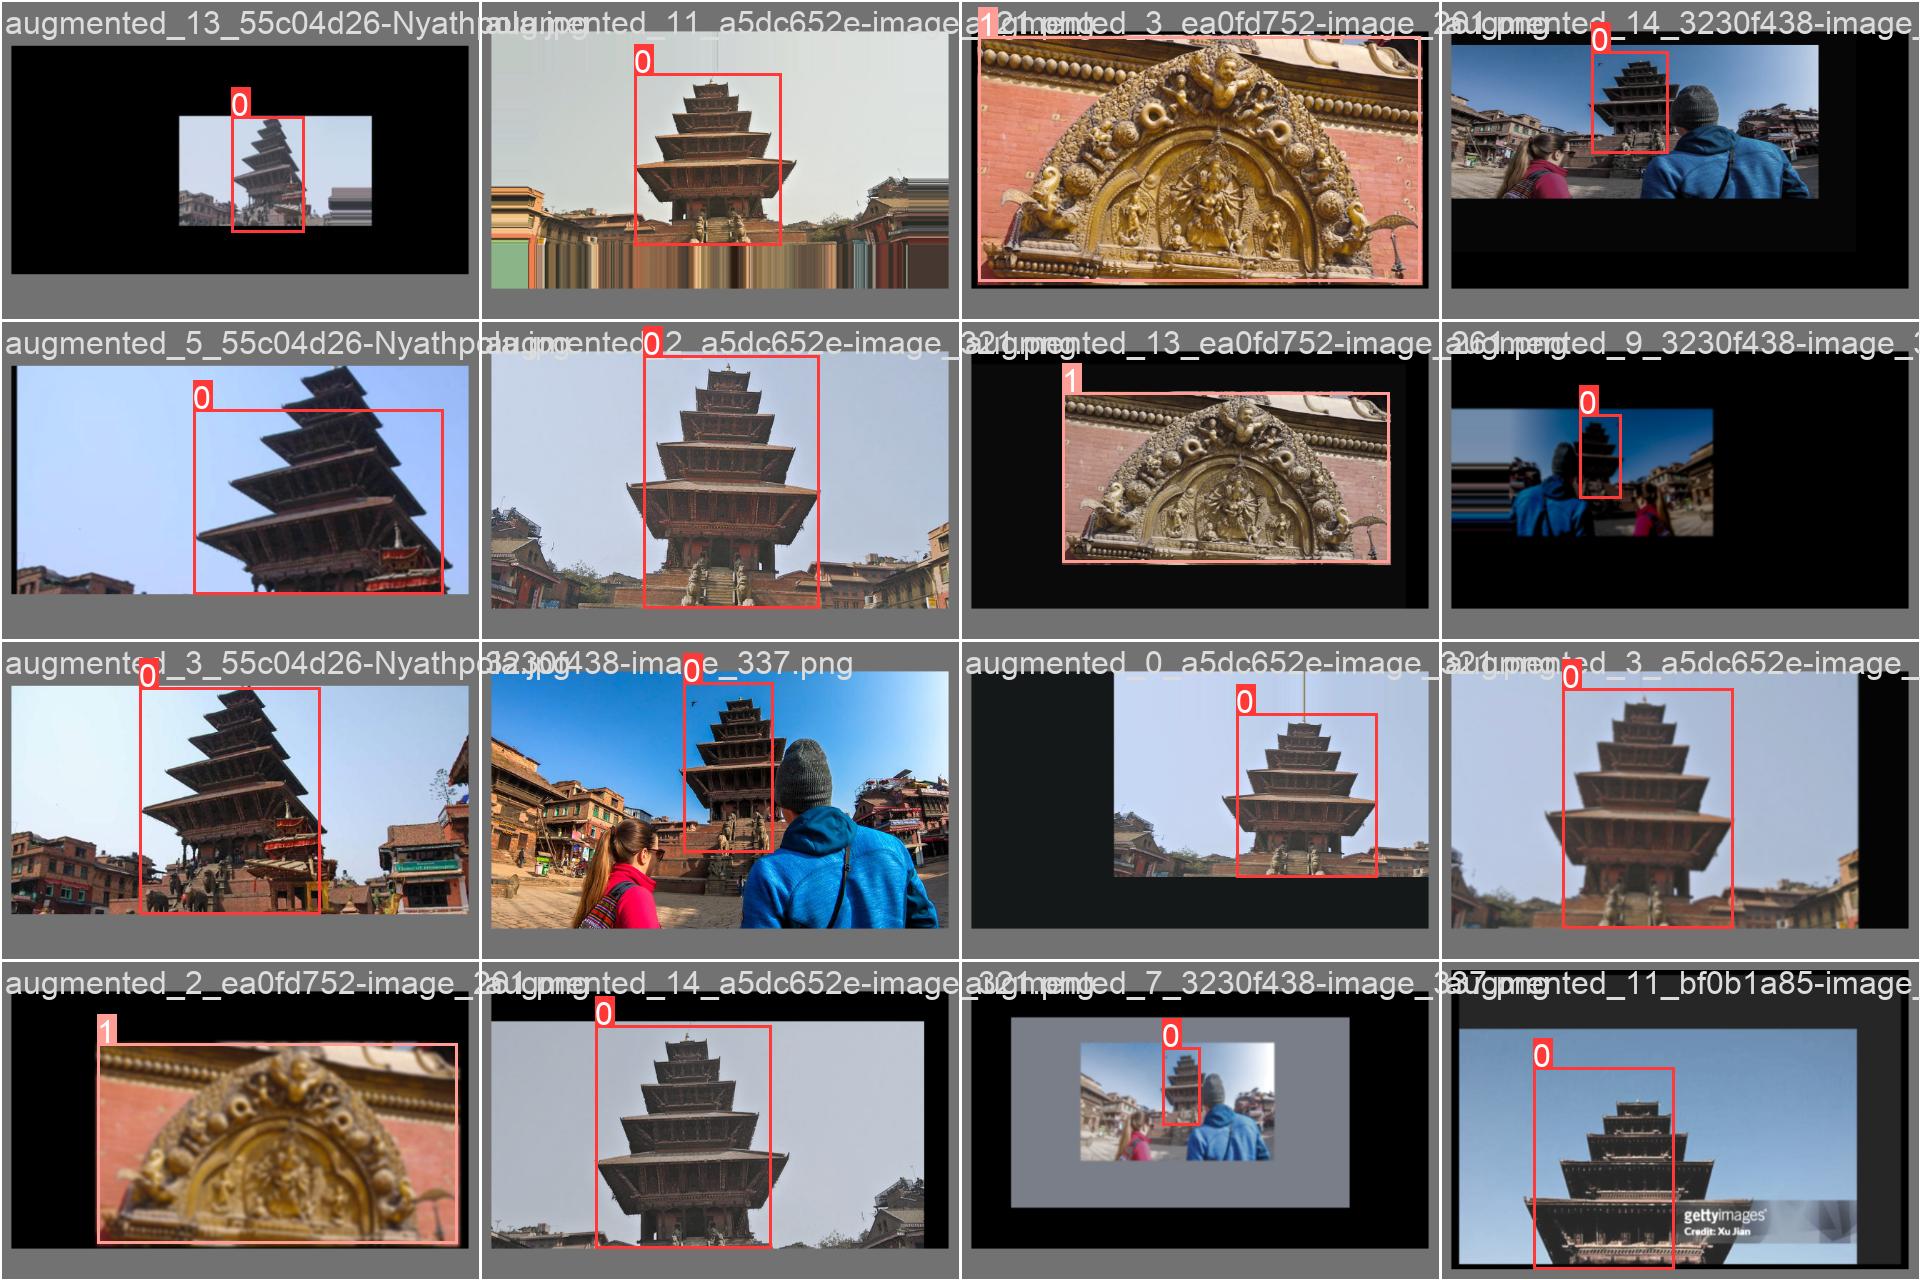 augmented_13_55c04d26-Nyathpola.jpg
augmented_11_a5dc652e-image_321.png
augmented_3_ea0fd752-image_261.png
augmented_14_3230f438-image_
0
0
1
0
augmented_5_55c04d26-Nyathpola.jpg
augmented_2_a5dc652e-image_321.png
augmented_13_ea0fd752-image_261.png
augmented_9_3230f438-image_3
0
0
1
0
augmented_3_55c04d26-Nyathpola.jpg
3230f438-image_337.png
augmented_0_a5dc652e-image_321.png
augmented_3_a5dc652e-image_
0
0
0
0
augmented_2_ea0fd752-image_261.png
augmented_14_a5dc652e-image_321.png
augmented_7_3230f438-image_337.png
augmented_11_bf0b1a85-image_
1
0
0
0
gettyimages
Credit: Xu Jian